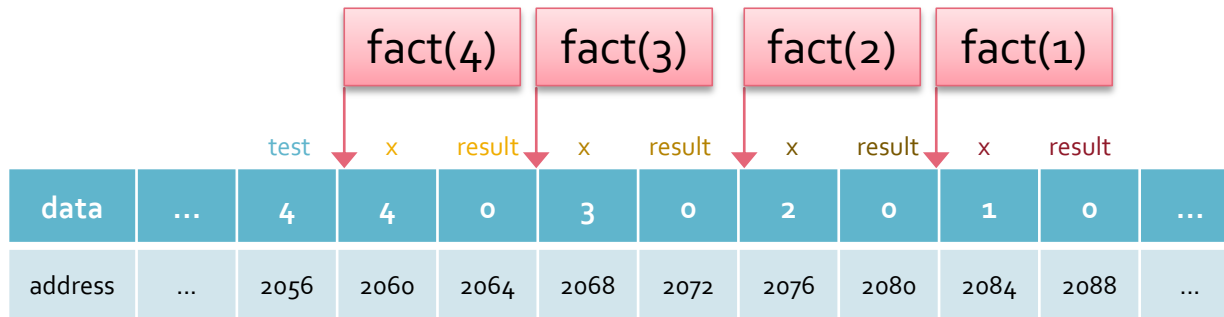 fact(4) fact(3) fact(2) fact(1)
test x result x result x result x result
data ... 4 4 0 3 0 2 0 1 0 ...
address ... 2056 2060 2064 2068 2072 2076 2080 2084 2088 ...